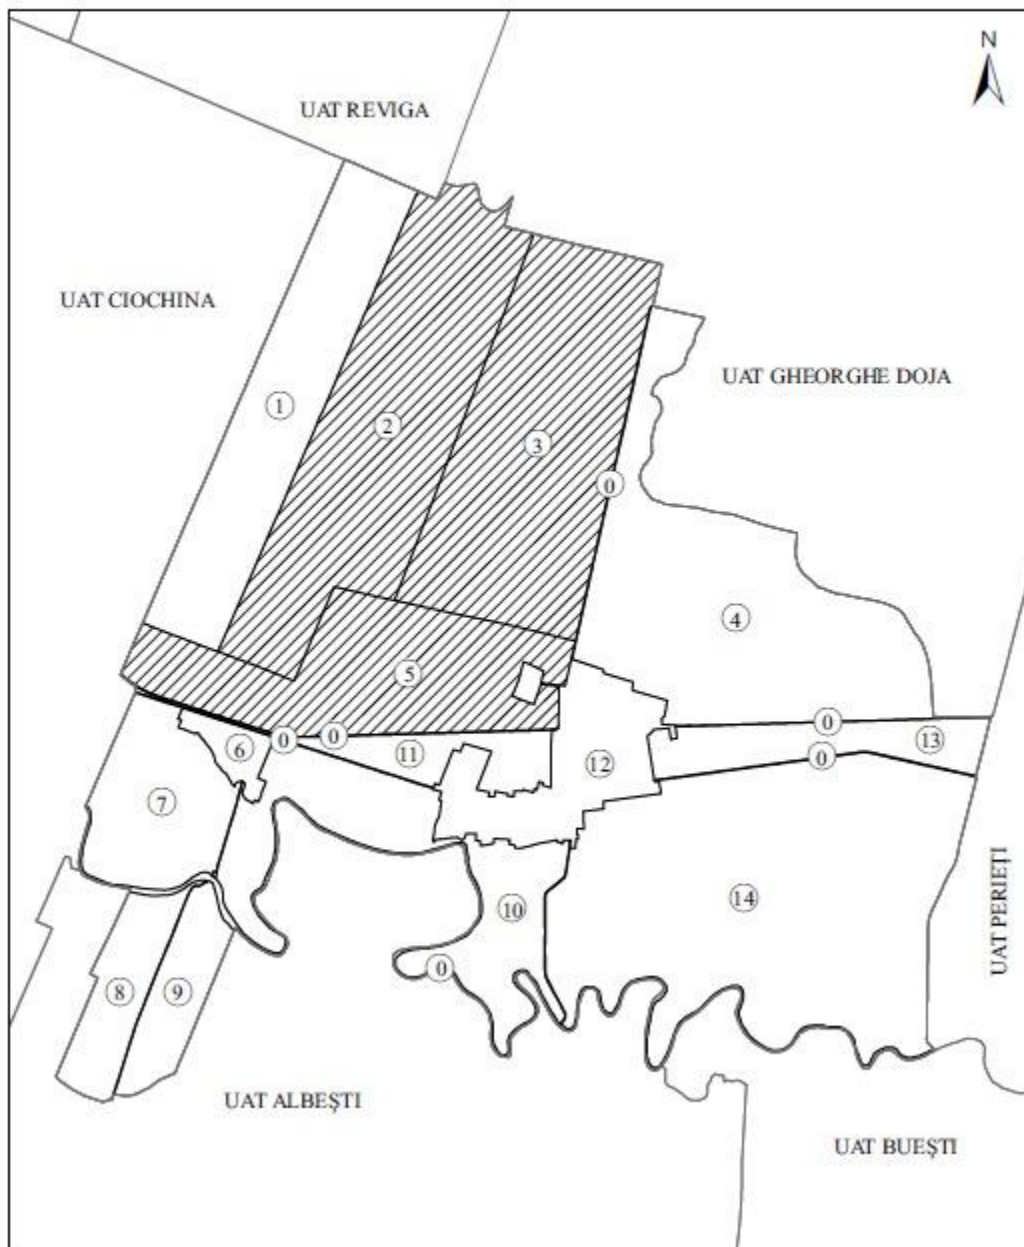 N
UAT REVIGA
UAT CIOCHINA
UAT GHEORGHE DOJA
1
2
3
0
4
5
0
13
6
0
0
11
12
0
7
UAT PERIEȚI
10
14
0
8
9
UAT ALBEȘTI
UAT BUEȘTI